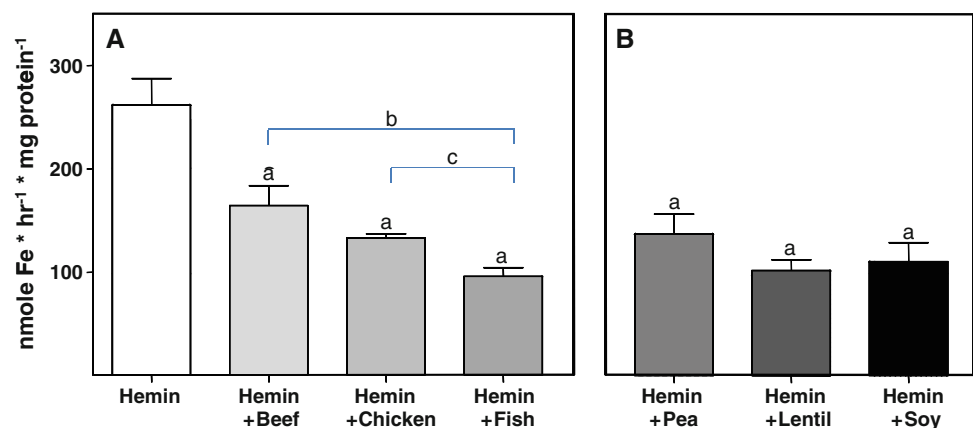 A
B
nmole Fe * hr⁻¹ * mg protein⁻¹
300
200
100
b
c
a
a
a
a
a
a
Hemin
Hemin
+Beef
Hemin
+Chicken
Hemin
+Fish
Hemin
+Pea
Hemin
+Lentil
Hemin
+Soy